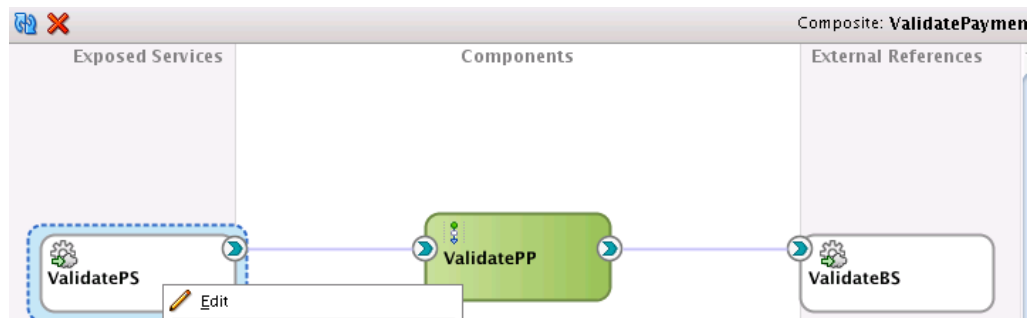 Composite: ValidatePaymen
Exposed Services
Components
External References
ValidatePS
ValidatePP
ValidateBS
Edit